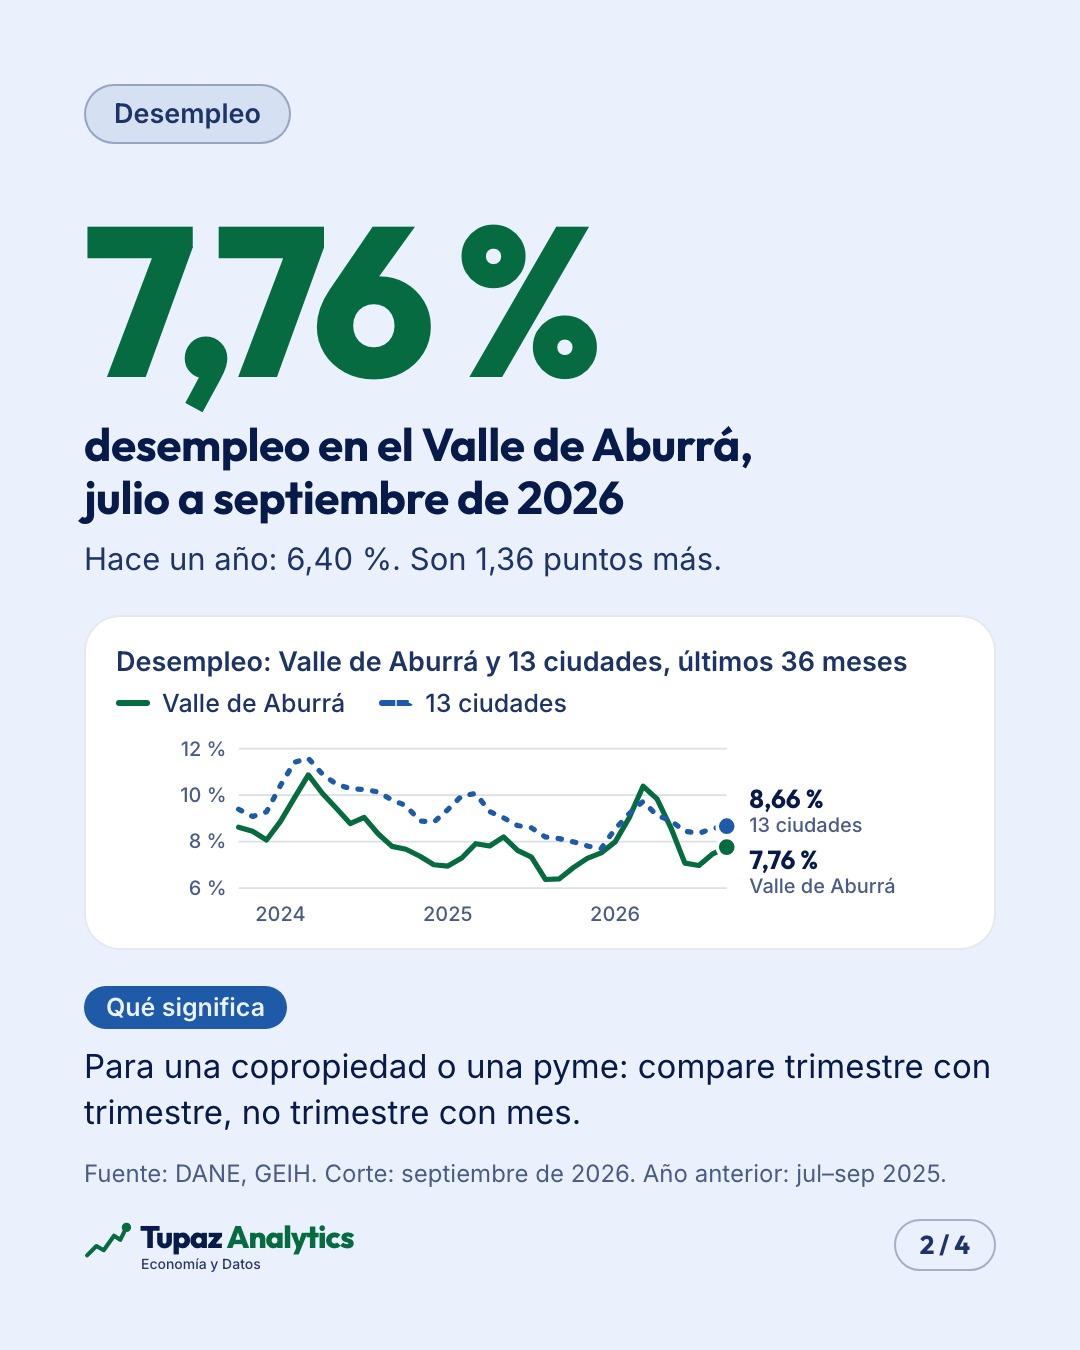 Desempleo
7,76 %
desempleo en el Valle de Aburrá,
julio a septiembre de 2026
Hace un año: 6,40 %. Son 1,36 puntos más.
Desempleo: Valle de Aburrá y 13 ciudades, últimos 36 meses
Valle de Aburrá 13 ciudades
12 %
10 %
8 %
6 %
2024 2025 2026
8,66 %
13 ciudades
7,76 %
Valle de Aburrá
Qué significa
Para una copropiedad o una pyme: compare trimestre con
trimestre, no trimestre con mes.
Fuente: DANE, GEIH. Corte: septiembre de 2026. Año anterior: jul–sep 2025.
Tupaz Analytics
Economía y Datos
2 / 4